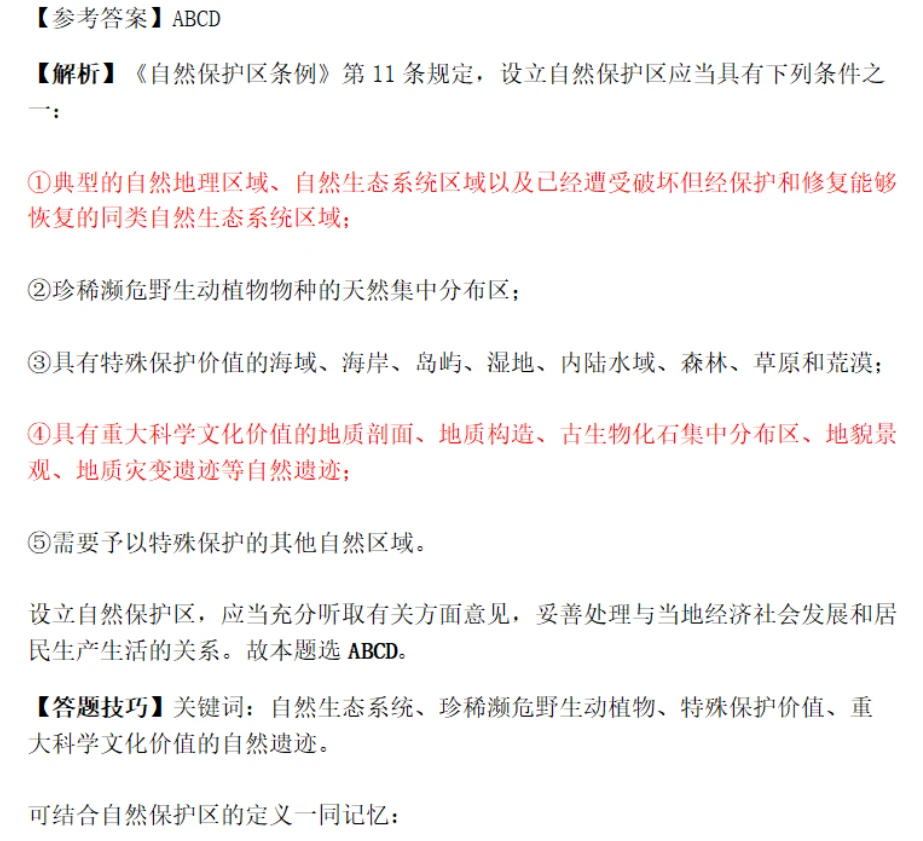 【参考答案】ABCD
【解析】《自然保护区条例》第 11 条规定，设立自然保护区应当具有下列条件之
一：
①典型的自然地理区域、自然生态系统区域以及已经遭受破坏但经保护和修复能够
恢复的同类自然生态系统区域；
②珍稀濒危野生动植物物种的天然集中分布区；
③具有特殊保护价值的海域、海岸、岛屿、湿地、内陆水域、森林、草原和荒漠；
④具有重大科学文化价值的地质剖面、地质构造、古生物化石集中分布区、地貌景
观、地质灾变遗迹等自然遗迹；
⑤需要予以特殊保护的其他自然区域。
设立自然保护区，应当充分听取有关方面意见，妥善处理与当地经济社会发展和居
民生产生活的关系。故本题选 ABCD。
【答题技巧】关键词：自然生态系统、珍稀濒危野生动植物、特殊保护价值、重
大科学文化价值的自然遗迹。
可结合自然保护区的定义一同记忆：